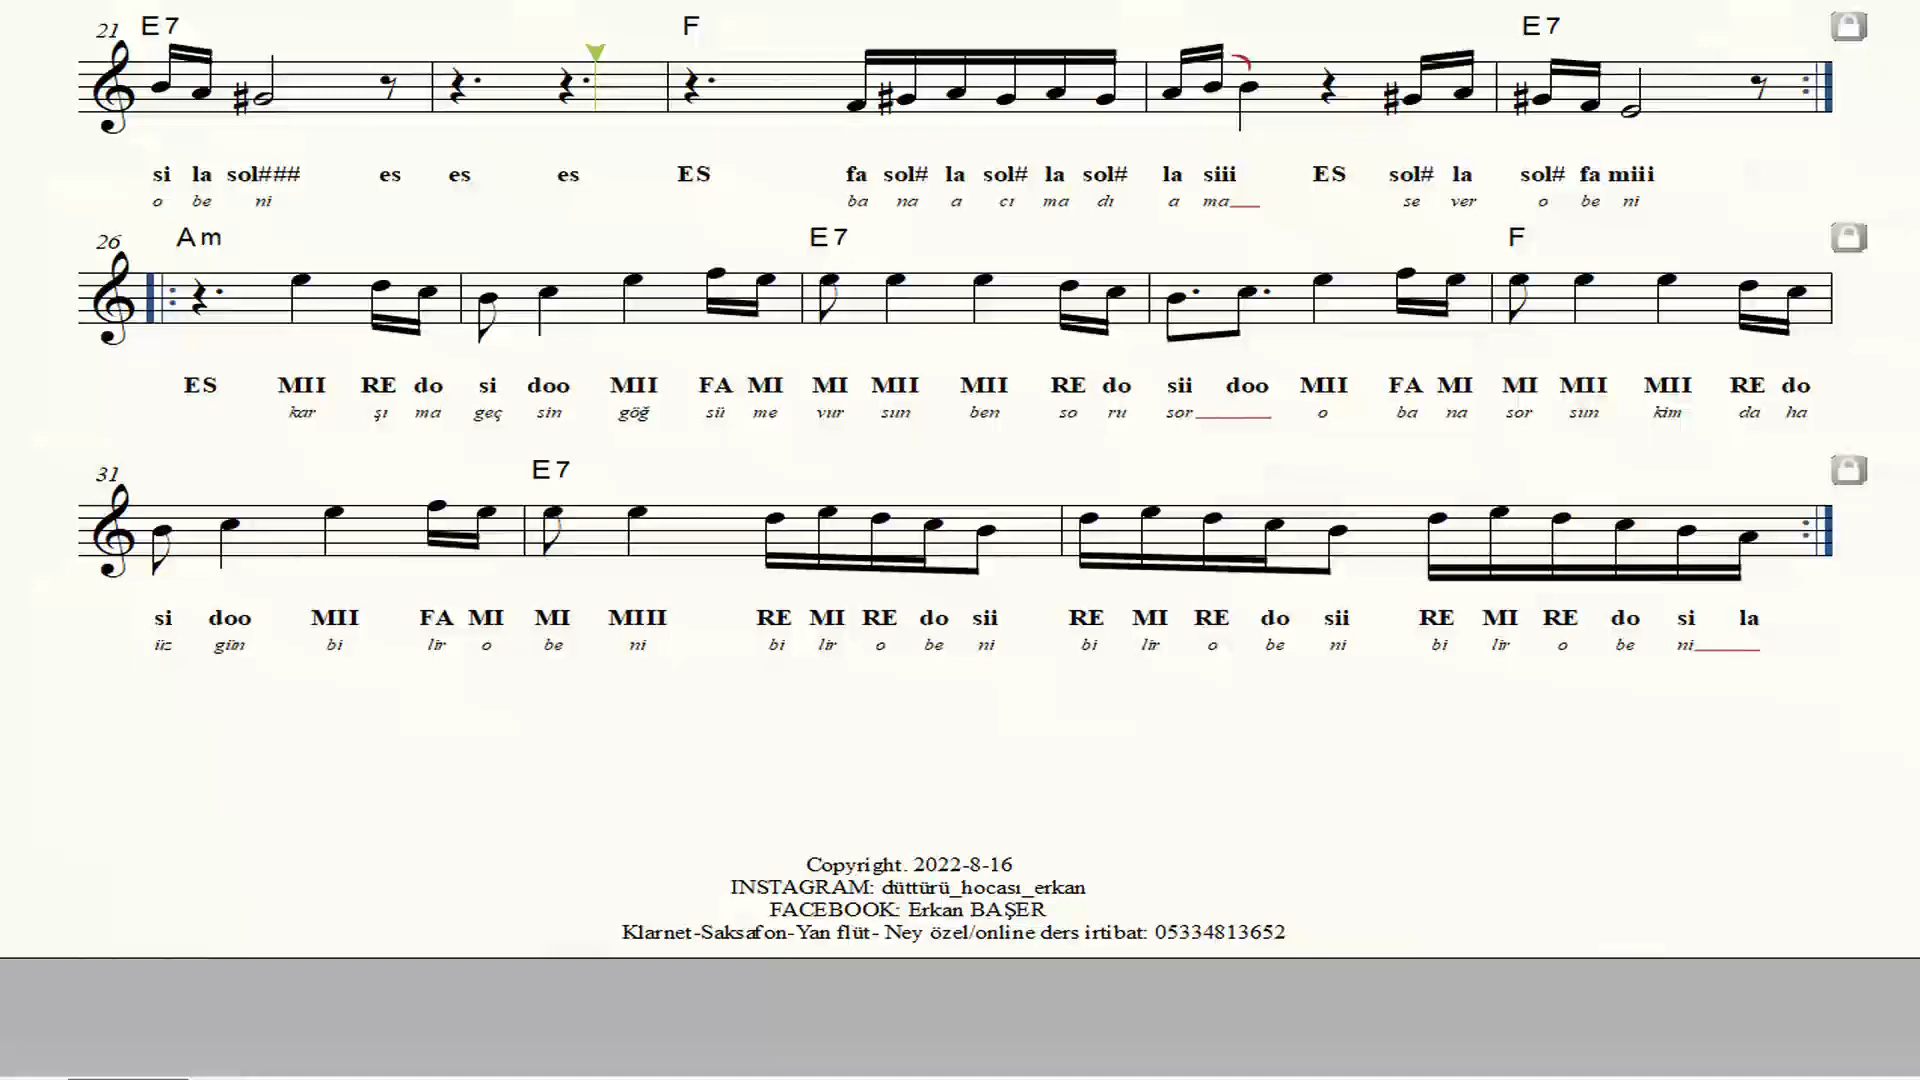 21 E7 F E7
si la sol### es es es ES fa sol# la sol# la sol# la siii ES sol# la sol# fa miii
o be ni ba na a cı ma dı a ma___ se ver o be ni
26 Am E7 F
ES MII RE do si doo MII FA MI MI MII MII RE do sii doo MII FA MI MI MII MII RE do
kar şı ma geç sin göğ sü me vur sun ben so ru sor_______ o ba na sor sun kim da ha
31 E7
si doo MII FA MI MI MIII RE MI RE do sii RE MI RE do sii RE MI RE do si la
üz gün bi lir o be ni bi lir o be ni bi lir o be ni bi lir o be ni______
Copyright. 2022-8-16
INSTAGRAM: düttürü_hocası_erkan
FACEBOOK: Erkan BAŞER
Klarnet-Saksafon-Yan flüt- Ney özel/online ders irtibat: 05334813652